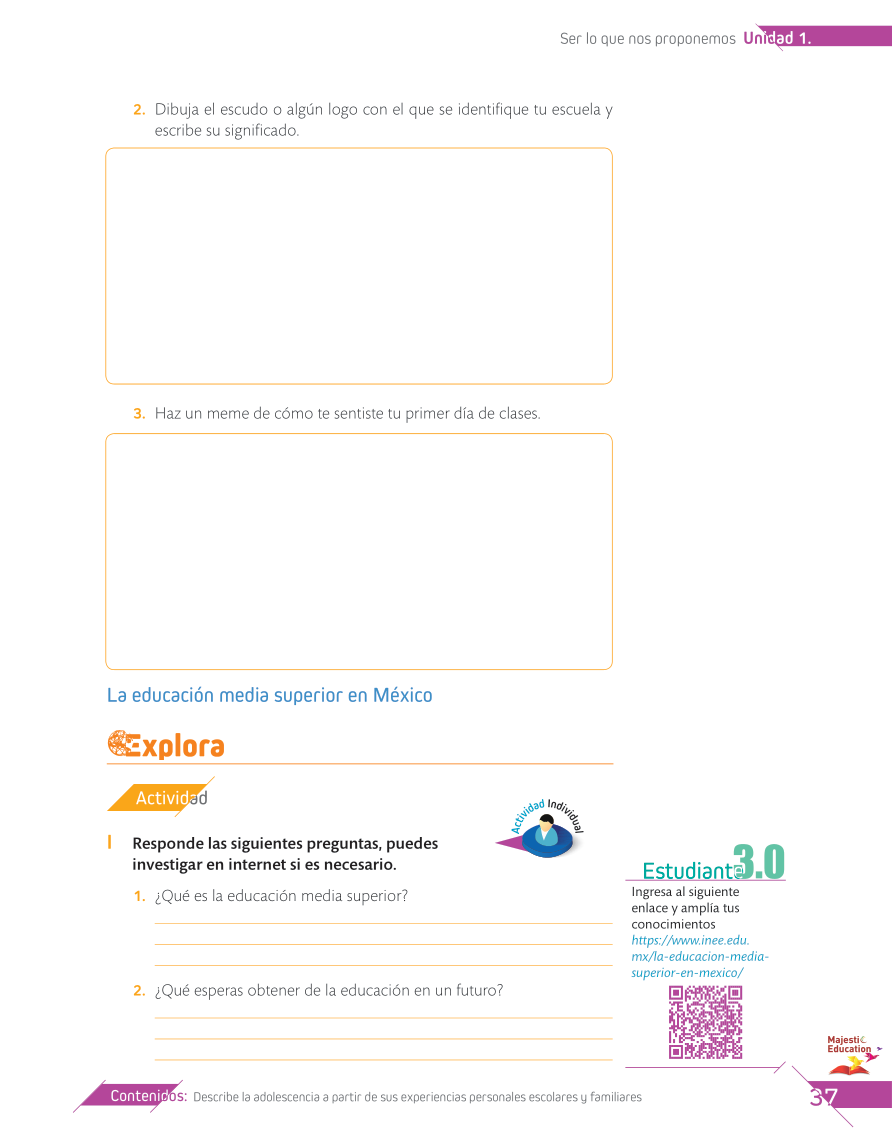 Ser lo que nos proponemos Unidad 1.
2. Dibuja el escudo o algún logo con el que se identifique tu escuela y
escribe su significado.
3. Haz un meme de cómo te sentiste tu primer día de clases.
La educación media superior en México
Explora
Actividad
Actividad Individual
I Responde las siguientes preguntas, puedes
investigar en internet si es necesario.
1. ¿Qué es la educación media superior?
2. ¿Qué esperas obtener de la educación en un futuro?
Estudiante3.0
Ingresa al siguiente
enlace y amplía tus
conocimientos
https://www.inee.edu.
mx/la-educacion-media-
superior-en-mexico/
Majestic
Education
Contenidos: Describe la adolescencia a partir de sus experiencias personales escolares y familiares
37